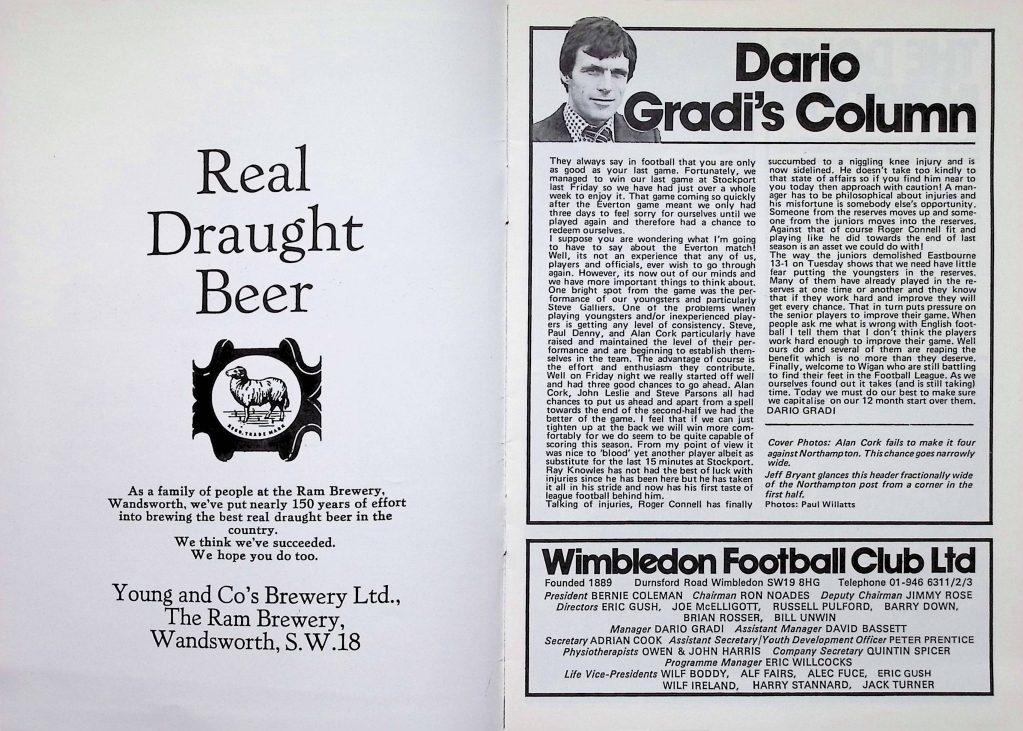 Real
Draught
Beer
REGD. TRADE MARK
As a family of people at the Ram Brewery,
Wandsworth, we've put nearly 150 years of effort
into brewing the best real draught beer in the
country.
We think we've succeeded.
We hope you do too.
Young and Co's Brewery Ltd.,
The Ram Brewery,
Wandsworth, S.W.18
Dario
Gradi's Column
They always say in football that you are only
as good as your last game. Fortunately, we
managed to win our last game at Stockport
last Friday so we have had just over a whole
week to enjoy it. That game coming so quickly
after the Everton game meant we only had
three days to feel sorry for ourselves until we
played again and therefore had a chance to
redeem ourselves.
I suppose you are wondering what I'm going
to have to say about the Everton match!
Well, its not an experience that any of us,
players and officials, ever wish to go through
again. However, its now out of our minds and
we have more important things to think about.
One bright spot from the game was the per-
formance of our youngsters and particularly
Steve Galliers. One of the problems when
playing youngsters and/or inexperienced play-
ers is getting any level of consistency. Steve,
Paul Denny, and Alan Cork particularly have
raised and maintained the level of their per-
formance and are beginning to establish them-
selves in the team. The advantage of course is
the effort and enthusiasm they contribute.
Well on Friday night we really started off well
and had three good chances to go ahead. Alan
Cork, John Leslie and Steve Parsons all had
chances to put us ahead and apart from a spell
towards the end of the second-half we had the
better of the game. I feel that if we can just
tighten up at the back we will win more com-
fortably for we do seem to be quite capable of
scoring this season. From my point of view it
was nice to 'blood' yet another player albeit as
substitute for the last 15 minutes at Stockport.
Ray Knowles has not had the best of luck with
injuries since he has been here but he has taken
it all in his stride and now has his first taste of
league football behind him.
Talking of injuries, Roger Connell has finally
succumbed to a niggling knee injury and is
now sidelined. He doesn't take too kindly to
that state of affairs so if you find him near to
you today then approach with caution! A man-
ager has to be philosophical about injuries and
his misfortune is somebody else's opportunity.
Someone from the reserves moves up and some-
one from the juniors moves into the reserves.
Against that of course Roger Connell fit and
playing like he did towards the end of last
season is an asset we could do with!
The way the juniors demolished Eastbourne
13-1 on Tuesday shows that we need have little
fear putting the youngsters in the reserves.
Many of them have already played in the re-
serves at one time or another and they know
that if they work hard and improve they will
get every chance. That in turn puts pressure on
the senior players to improve their game. When
people ask me what is wrong with English foot-
ball I tell them that I don't think the players
work hard enough to improve their game. Well
ours do and several of them are reaping the
benefit which is no more than they deserve.
Finally, welcome to Wigan who are still battling
to find their feet in the Football League. As we
ourselves found out it takes (and is still taking)
time. Today we must do our best to make sure
we capitalise on our 12 month start over them.
DARIO GRADI
Cover Photos: Alan Cork fails to make it four
against Northampton. This chance goes narrowly
wide.
Jeff Bryant glances this header fractionally wide
of the Northampton post from a corner in the
first half.
Photos: Paul Willatts
Wimbledon Football Club Ltd
Founded 1889 Durnsford Road Wimbledon SW19 8HG Telephone 01-946 6311/2/3
President BERNIE COLEMAN Chairman RON NOADES Deputy Chairman JIMMY ROSE
Directors ERIC GUSH, JOE McELLIGOTT, RUSSELL PULFORD, BARRY DOWN,
BRIAN ROSSER, BILL UNWIN
Manager DARIO GRADI Assistant Manager DAVID BASSETT
Secretary ADRIAN COOK Assistant Secretary/Youth Development Officer PETER PRENTICE
Physiotherapists OWEN & JOHN HARRIS Company Secretary QUINTIN SPICER
Programme Manager ERIC WILLCOCKS
Life Vice-Presidents WILF BODDY, ALF FAIRS, ALEC FUCE, ERIC GUSH
WILF IRELAND, HARRY STANNARD, JACK TURNER